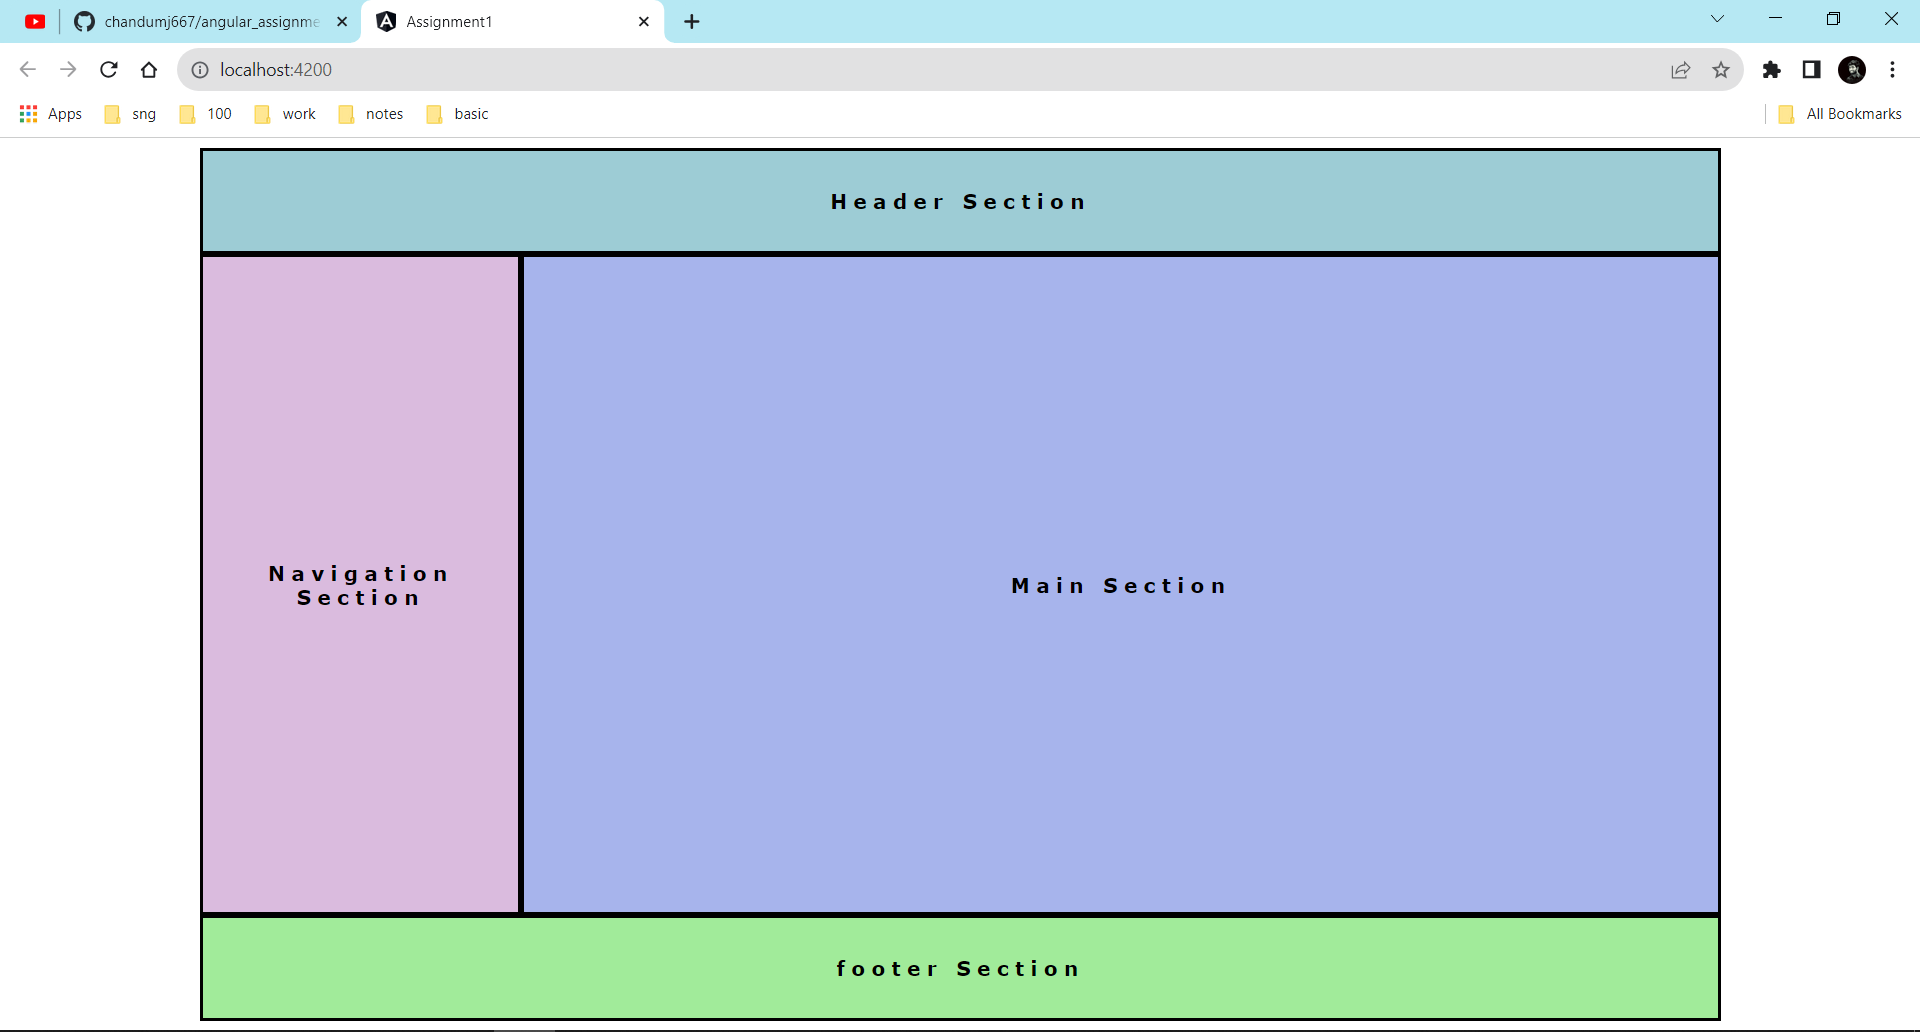 chandumj667/angular_assignme
Assignment1
localhost:4200
Apps sng 100 work notes basic All Bookmarks
Header Section
Navigation
Section
Main Section
footer Section